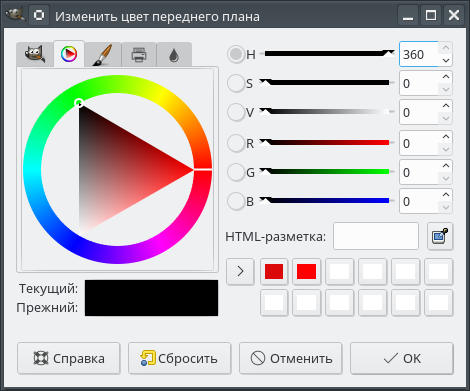 Изменить цвет переднего плана
H 360
S 0
V 0
R 0
G 0
B 0
HTML-разметка:
Текущий:
Прежний:
Справка
Сбросить
Отменить
OK